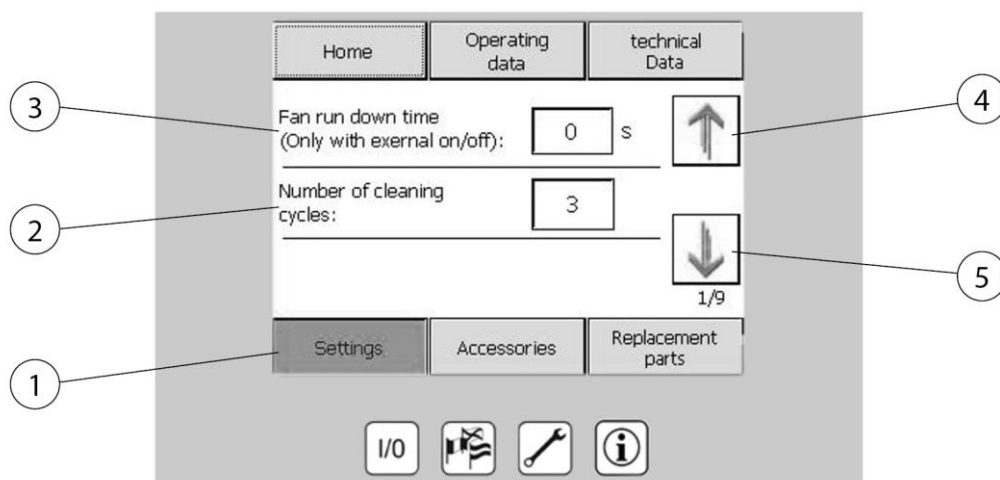 Home
Operating
data
technical
Data
3
Fan run down time
(Only with exernal on/off):
0
s
4
2
Number of cleaning
cycles:
3
5
1/9
1
Settings
Accessories
Replacement
parts
I/0
i